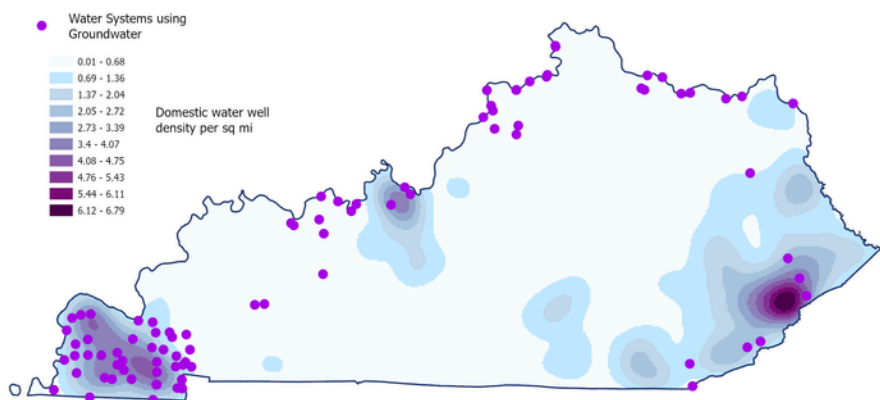 Water Systems using
Groundwater
0.01 - 0.68
0.69 - 1.36
1.37 - 2.04
2.05 - 2.72
2.73 - 3.39
3.4 - 4.07
4.08 - 4.75
4.76 - 5.43
5.44 - 6.11
6.12 - 6.79
Domestic water well
density per sq mi